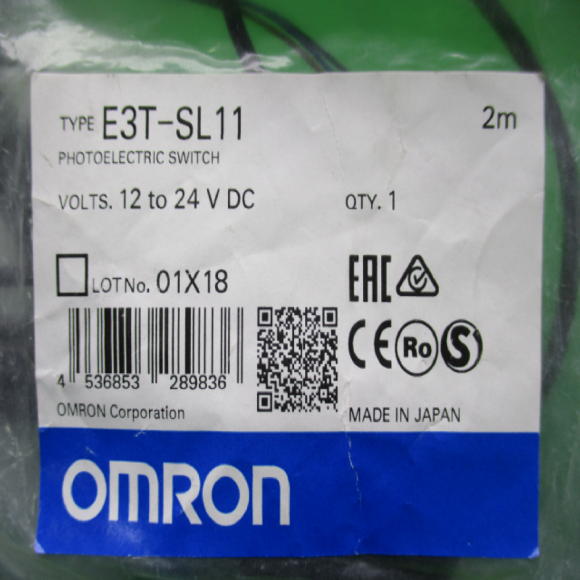 TYPE E3T-SL11 2m
PHOTOELECTRIC SWITCH
VOLTS. 12 to 24 V DC QTY. 1
LOT No. 01X18
EAC
CE Ro S
4 536853 289836
OMRON Corporation MADE IN JAPAN
OMRON